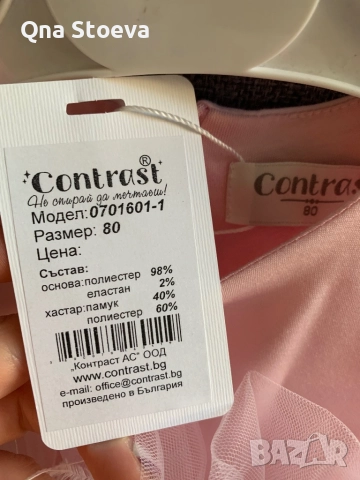 Qna Stoeva
Contrast®
Не спирай да мечтаеш!
Модел:0701601-1
Размер: 80
Цена:
Състав:
основа:полиестер 98%
еластан 2%
хастар:памук 40%
полиестер 60%
„Контраст АС" ООД
www.contrast.bg
e-mail: office@contrast.bg
произведено в България
Contras
80
BAZAR
bg